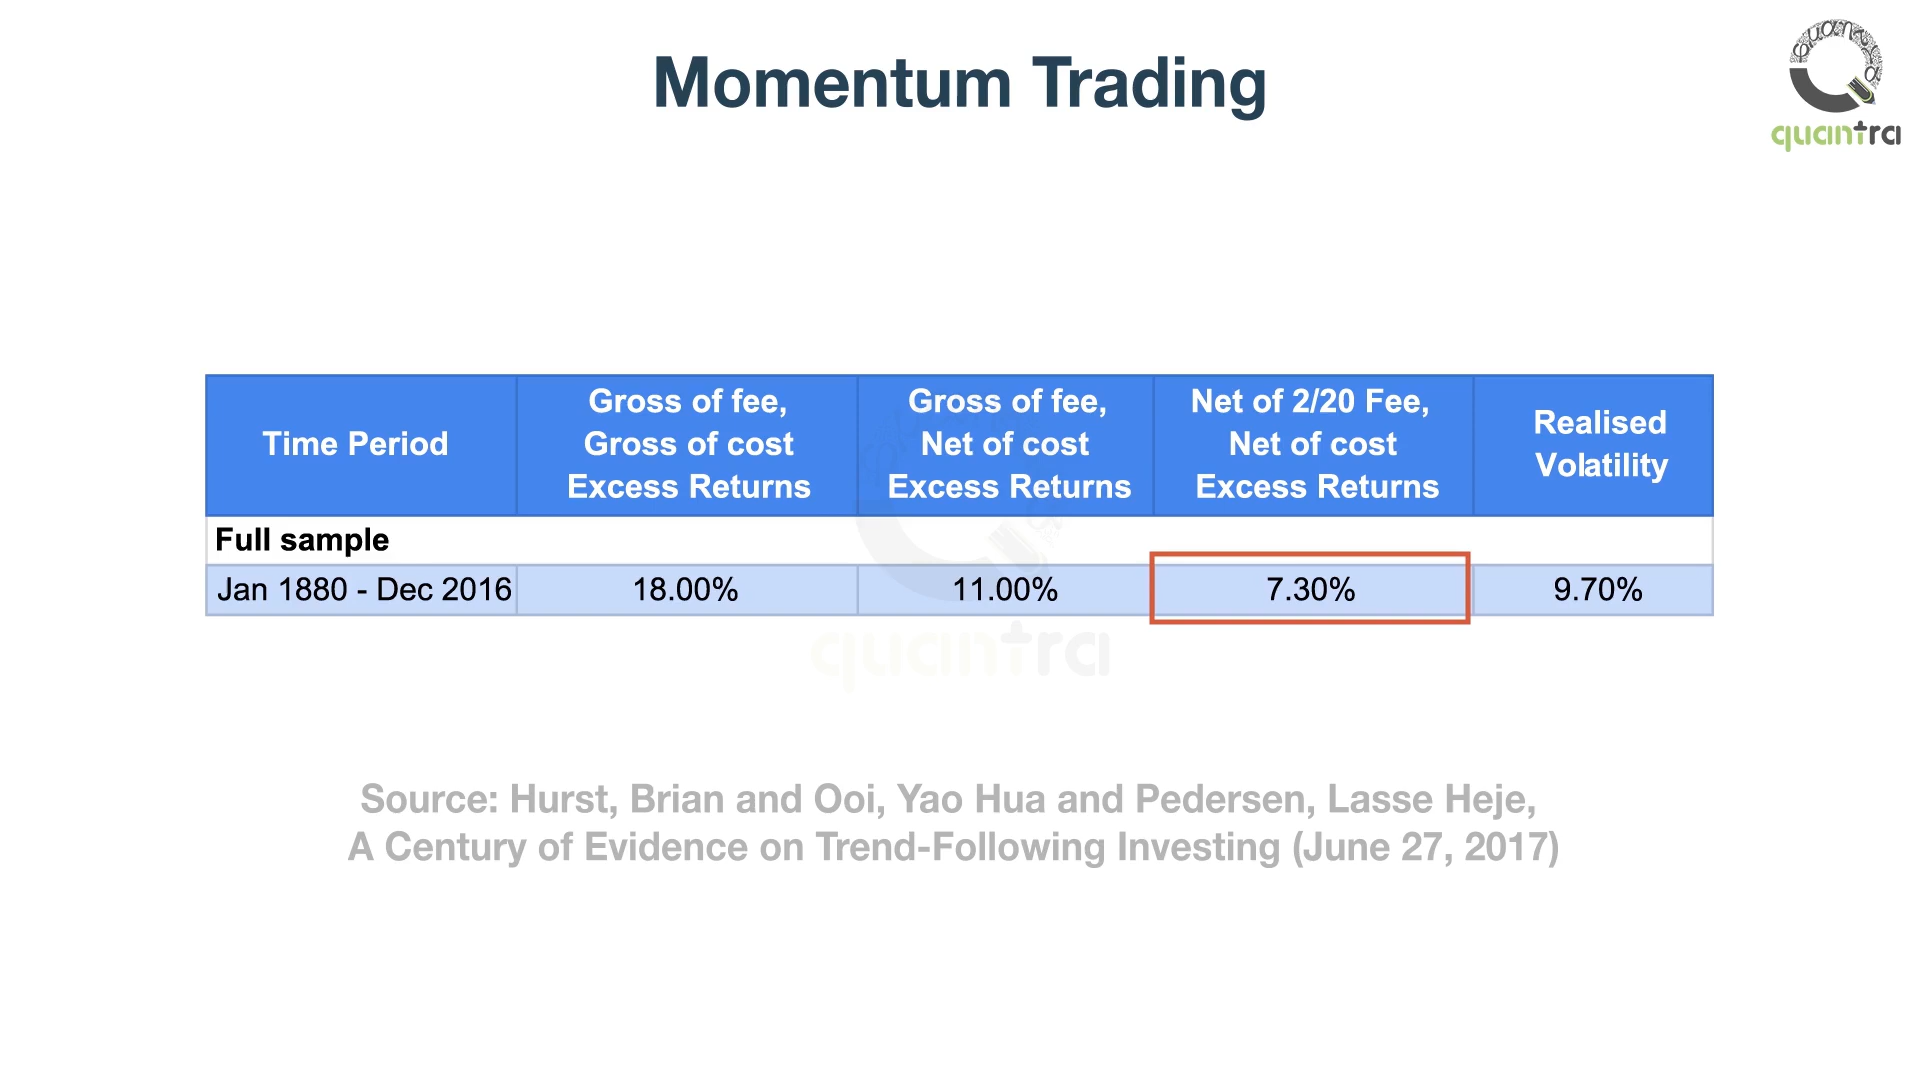 Momentum Trading
quantra
Time Period
Gross of fee,
Gross of cost
Excess Returns
Gross of fee,
Net of cost
Excess Returns
Net of 2/20 Fee,
Net of cost
Excess Returns
Realised
Volatility
Full sample
Jan 1880 - Dec 2016 18.00% 11.00% 7.30% 9.70%
quantra
Source: Hurst, Brian and Ooi, Yao Hua and Pedersen, Lasse Heje,
A Century of Evidence on Trend-Following Investing (June 27, 2017)